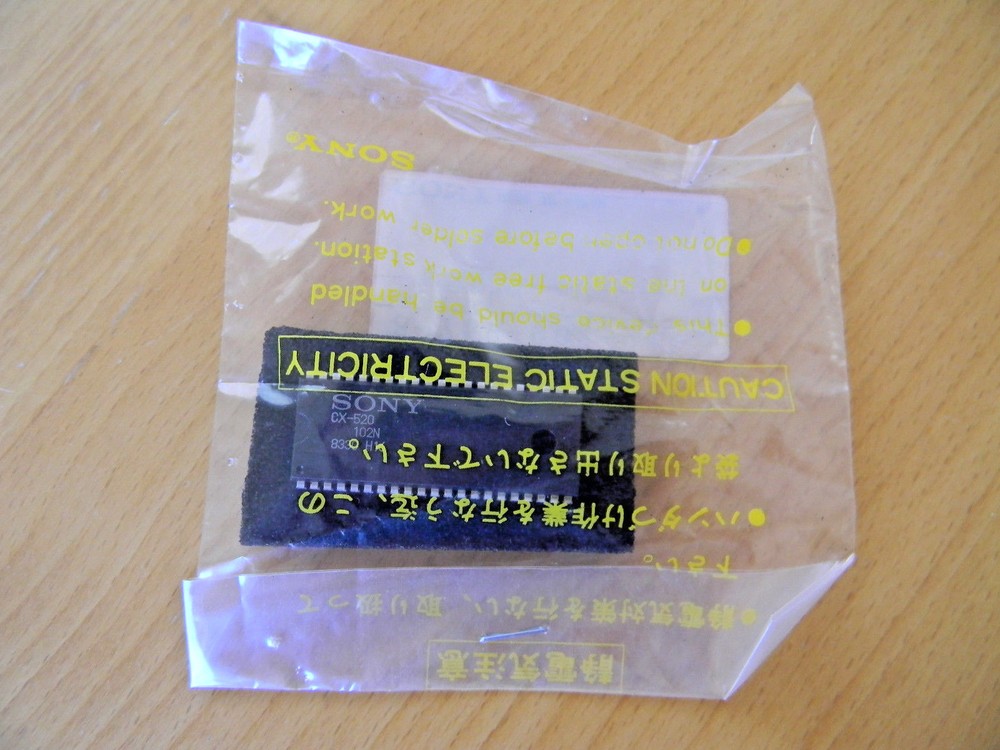 静電気注意
●静電気対策を行ない、取り扱って
下さい。
●ハンダづけ作業を行なう迄、この
袋より取り出さないで下さい。
CAUTION STATIC ELECTRICITY
●This device should be handled
on the static free work station.
●Do not open before solder work.
SONY®
SONY
CX-520
102N